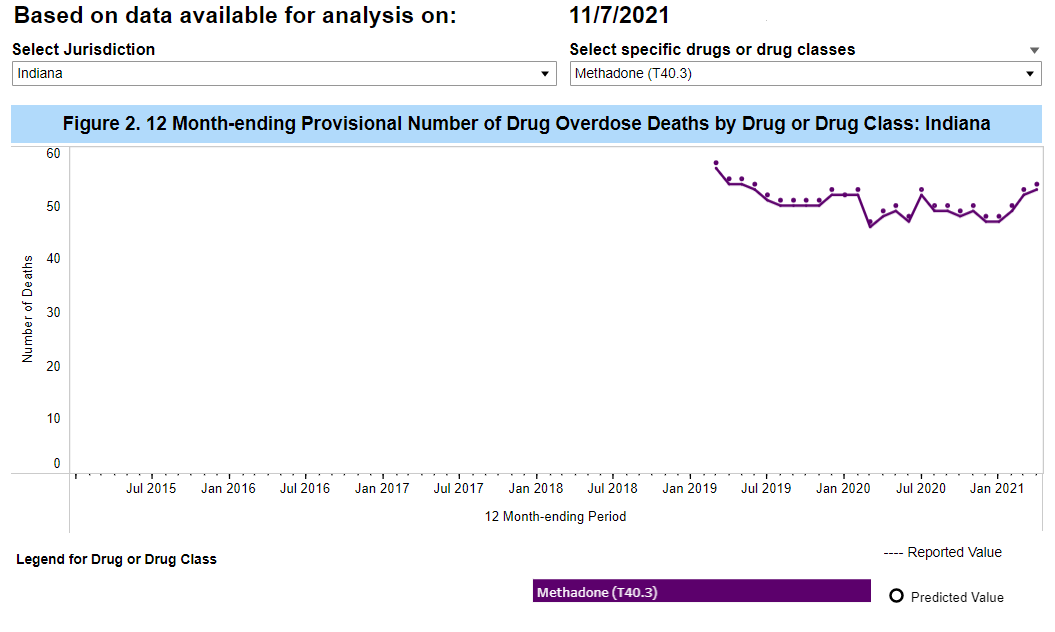 Based on data available for analysis on: 11/7/2021
Select Jurisdiction Select specific drugs or drug classes
Indiana Methadone (T40.3)
Figure 2. 12 Month-ending Provisional Number of Drug Overdose Deaths by Drug or Drug Class: Indiana
60
50
40
30
20
10
0
Number of Deaths
Jul 2015 Jan 2016 Jul 2016 Jan 2017 Jul 2017 Jan 2018 Jul 2018 Jan 2019 Jul 2019 Jan 2020 Jul 2020 Jan 2021
12 Month-ending Period
Legend for Drug or Drug Class
---- Reported Value
Methadone (T40.3)
Predicted Value